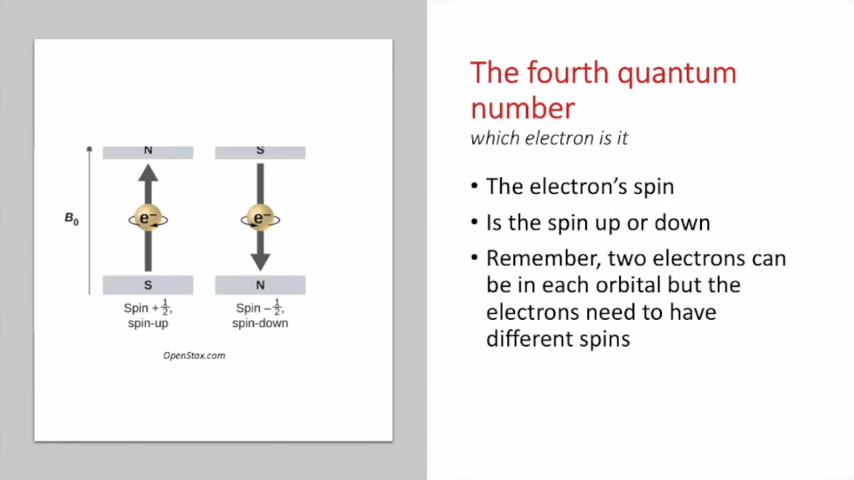 N
S
B0
e–
e–
S
N
Spin +1/2,
spin-up
Spin –1/2,
spin-down
OpenStax.com
The fourth quantum
number
which electron is it
• The electron’s spin
• Is the spin up or down
• Remember, two electrons can
be in each orbital but the
electrons need to have
different spins